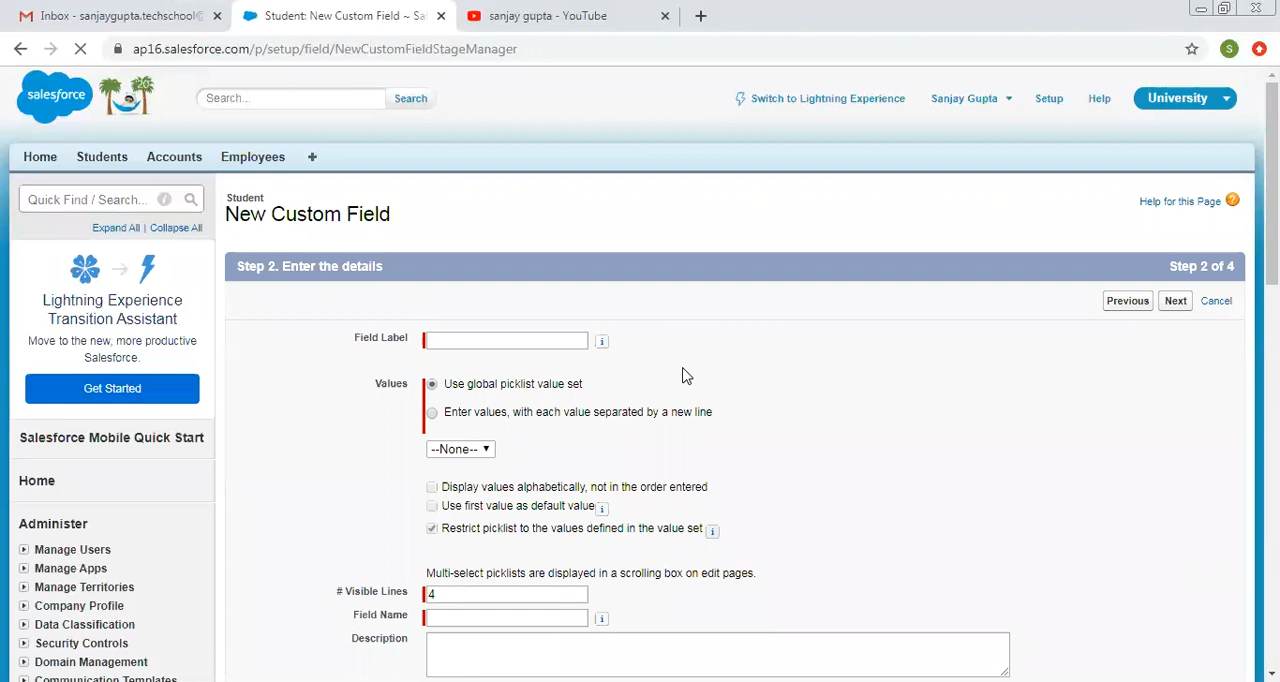 Inbox - sanjaygupta.techschool@
Student: New Custom Field ~ Sal
sanjay gupta - YouTube
ap16.salesforce.com/p/setup/field/NewCustomFieldStageManager
S
salesforce
20
Search...
Search
Switch to Lightning Experience
Sanjay Gupta
Setup
Help
University
Home
Students
Accounts
Employees
+
Quick Find / Search...
Expand All | Collapse All
Lightning Experience
Transition Assistant
Move to the new, more productive
Salesforce.
Get Started
Salesforce Mobile Quick Start
Home
Administer
Manage Users
Manage Apps
Manage Territories
Company Profile
Data Classification
Security Controls
Domain Management
Communication Templates
Student
New Custom Field
Help for this Page
Step 2. Enter the details
Step 2 of 4
Previous
Next
Cancel
Field Label
Values
Use global picklist value set
Enter values, with each value separated by a new line
--None--
Display values alphabetically, not in the order entered
Use first value as default value
Restrict picklist to the values defined in the value set
Multi-select picklists are displayed in a scrolling box on edit pages.
# Visible Lines
4
Field Name
Description